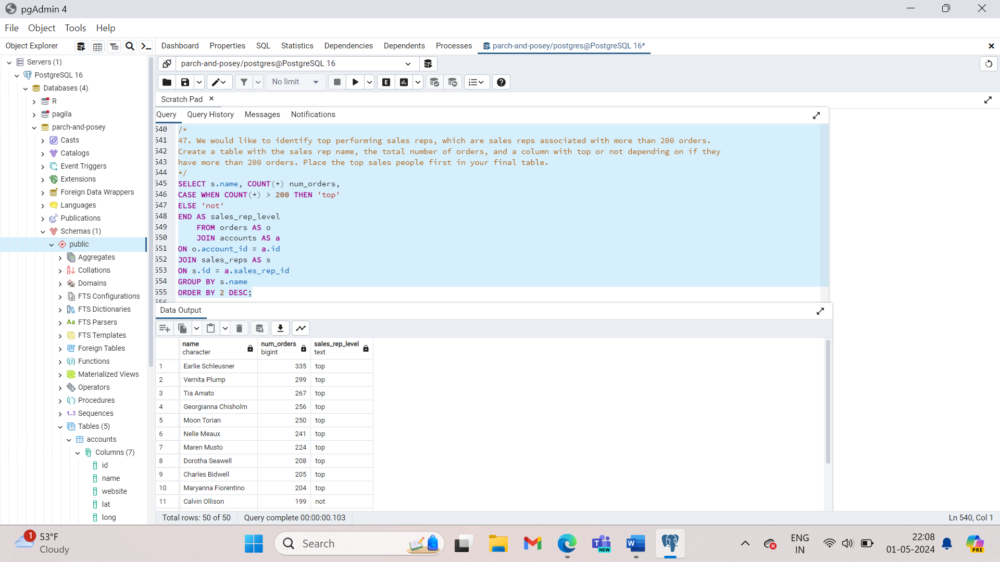 pgAdmin 4
File Object Tools Help
Object Explorer
Dashboard Properties SQL Statistics Dependencies Dependents Processes parch-and-posey/postgres@PostgreSQL 16*
Servers (1)
PostgreSQL 16
Databases (4)
R
pagila
parch-and-posey
Casts
Catalogs
Event Triggers
Extensions
Foreign Data Wrappers
Languages
Publications
Schemas (1)
public
Aggregates
Collations
Domains
FTS Configurations
FTS Dictionaries
Aa FTS Parsers
FTS Templates
Foreign Tables
Functions
Materialized Views
Operators
Procedures
1..3 Sequences
Tables (5)
accounts
Columns (7)
id
name
website
lat
long
parch-and-posey/postgres@PostgreSQL 16
No limit
E
Scratch Pad
Query Query History Messages Notifications
540 /*
541 47. We would like to identify top performing sales reps, which are sales reps associated with more than 200 orders.
542 Create a table with the sales rep name, the total number of orders, and a column with top or not depending on if they
543 have more than 200 orders. Place the top sales people first in your final table.
544 */
545 SELECT s.name, COUNT(*) num_orders,
546 CASE WHEN COUNT(*) > 200 THEN 'top'
547 ELSE 'not'
548 END AS sales_rep_level
549 FROM orders AS o
550 JOIN accounts AS a
551 ON o.account_id = a.id
552 JOIN sales_reps AS s
553 ON s.id = a.sales_rep_id
554 GROUP BY s.name
555 ORDER BY 2 DESC;
556
Data Output
name num_orders sales_rep_level
character bigint text
1 Earlie Schleusner 335 top
2 Vernita Plump 299 top
3 Tia Amato 267 top
4 Georgianna Chisholm 256 top
5 Moon Torian 250 top
6 Nelle Meaux 241 top
7 Maren Musto 224 top
8 Dorotha Seawell 208 top
9 Charles Bidwell 205 top
10 Maryanna Fiorentino 204 top
11 Calvin Ollison 199 not
Total rows: 50 of 50 Query complete 00:00:00.103 Ln 540, Col 1
1
53°F
Cloudy
Search
NEW
W
ENG
IN
22:08
01-05-2024
PRE